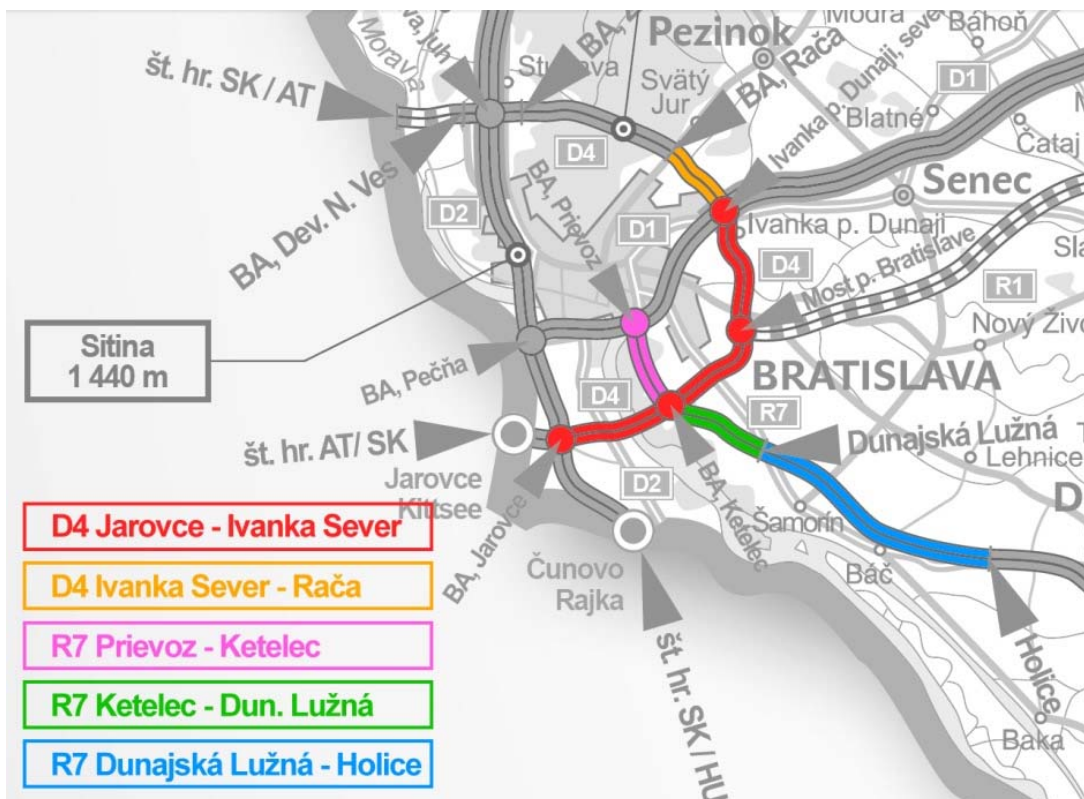 Morava
BA, Z
Pezinok
Modra
Báhoň
št. hr. SK / AT
Stupava
Svätý
Jur
BA, Rača
Ivanka p. Dunaji, sever
D1
Blatné
Čataj
D4
Senec
BA, Dev. N. Ves
D2
BA, Prievoz
D1
Ivanka p. Dunaji
D4
Most p. Bratislave
R1
Nový Živo
Sitina
1 440 m
BA, Pečňa
BRATISLAVA
D4
R7
Dunajská Lužná
Lehnice
št. hr. AT/ SK
Jarovce
Kittsee
D2
BA, Jarovce
BA, Ketelec
Šamorín
Báč
Čunovo
Rajka
št. hr. SK / HU
Holice
Baka
D4 Jarovce - Ivanka Sever
D4 Ivanka Sever - Rača
R7 Prievoz - Ketelec
R7 Ketelec - Dun. Lužná
R7 Dunajská Lužná - Holice